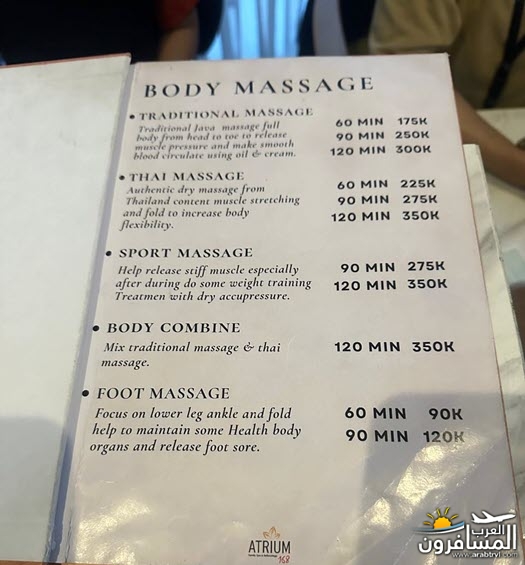 BODY MASSAGE
• TRADITIONAL MASSAGE
Traditional Java massage full
body from head to toe to release
muscle pressure and make smooth
blood circulate using oil & cream.
60 MIN 175K
90 MIN 250K
120 MIN 300K
• THAI MASSAGE
Authentic dry massage from
Thailand content muscle stretching
and fold to increase body
flexibility.
60 MIN 225K
90 MIN 275K
120 MIN 350K
• SPORT MASSAGE
Help release stiff muscle especially
after during do some weight training
Treatmen with dry accupressure.
90 MIN 275K
120 MIN 350K
• BODY COMBINE
Mix traditional massage & thai
massage.
120 MIN 350K
• FOOT MASSAGE
Focus on lower leg ankle and fold
help to maintain some Health body
organs and release foot sore.
60 MIN 90K
90 MIN 120K
ATRIUM
168
العرب
المسافرون
www.arabtrvl.com